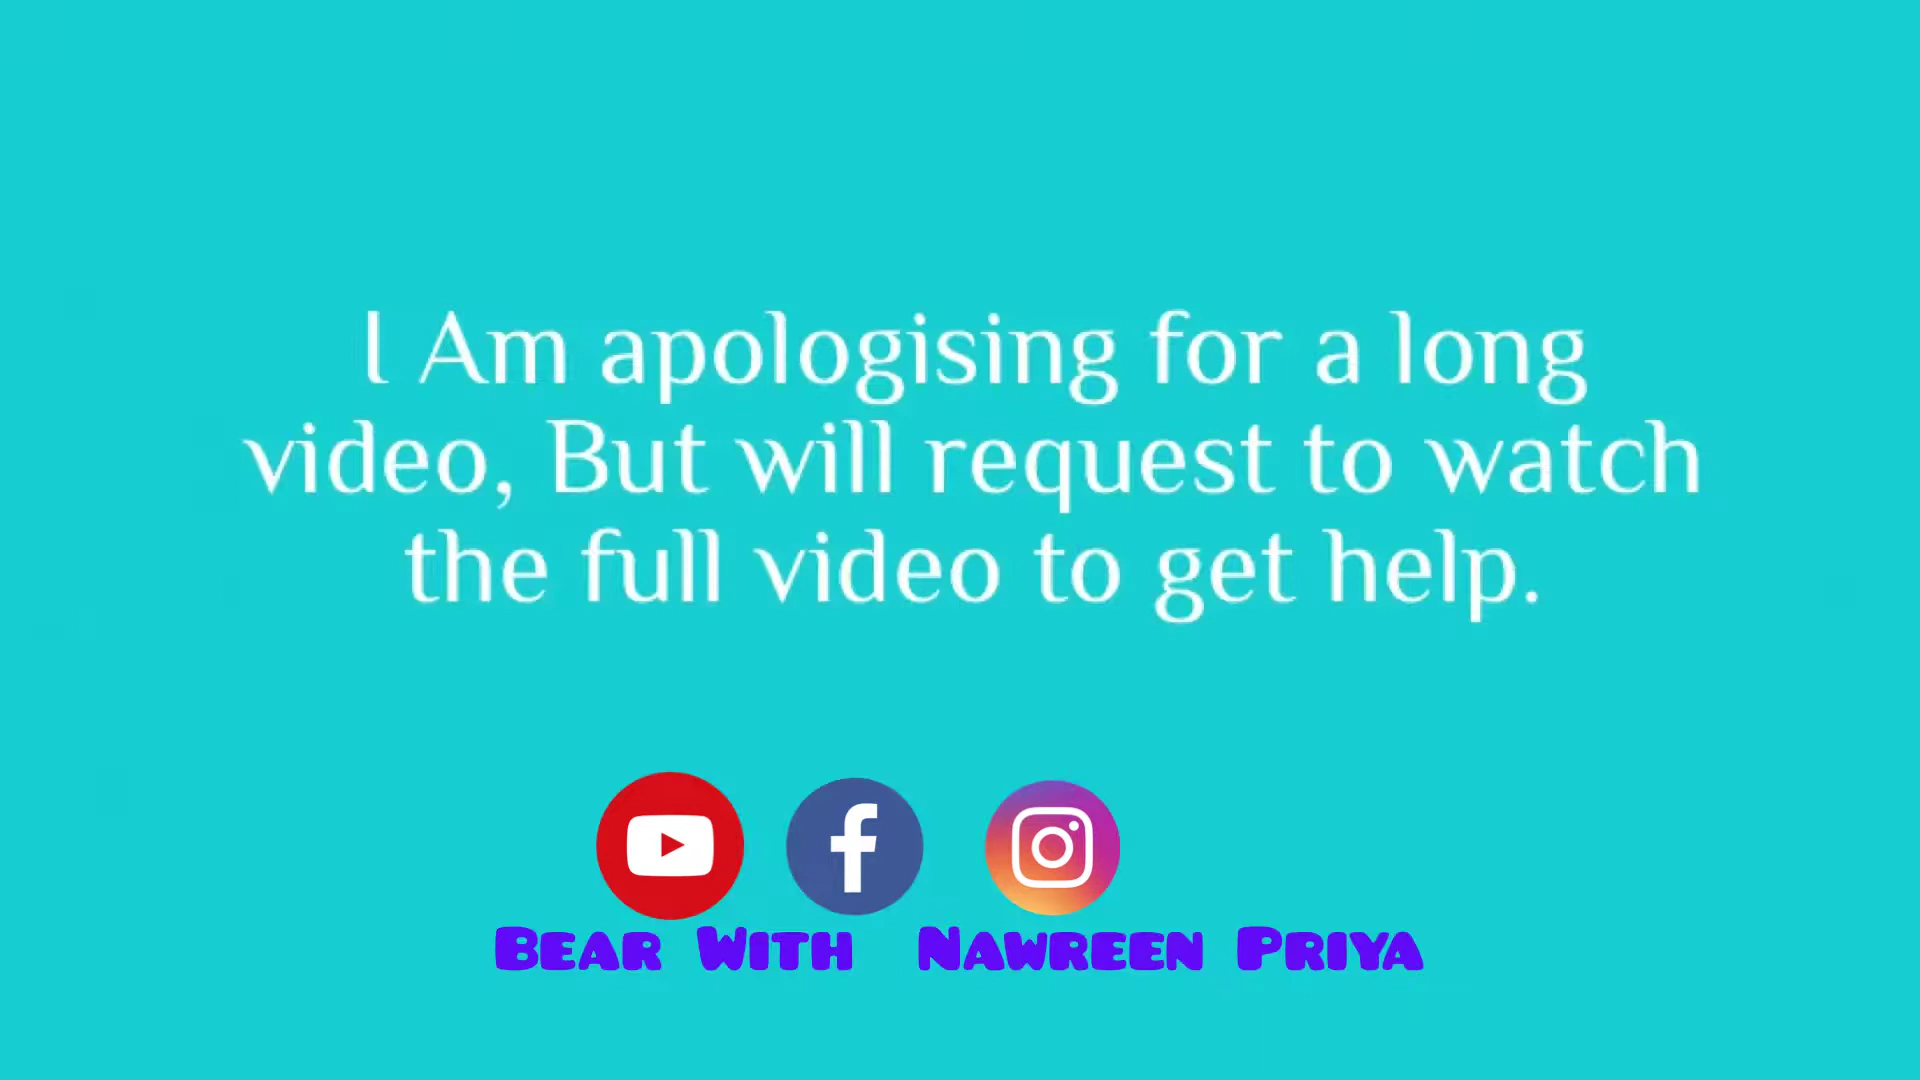 I Am apologising for a long
video, But will request to watch
the full video to get help.
Bear With Nawreen Priya